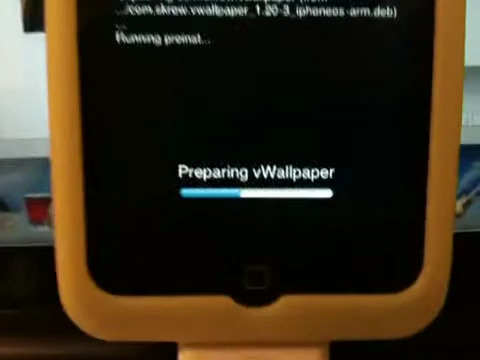 ../com.skrew.vwallpaper_1.20-3_iphoneos-arm.deb)
...
Running preinst...
Preparing vWallpaper